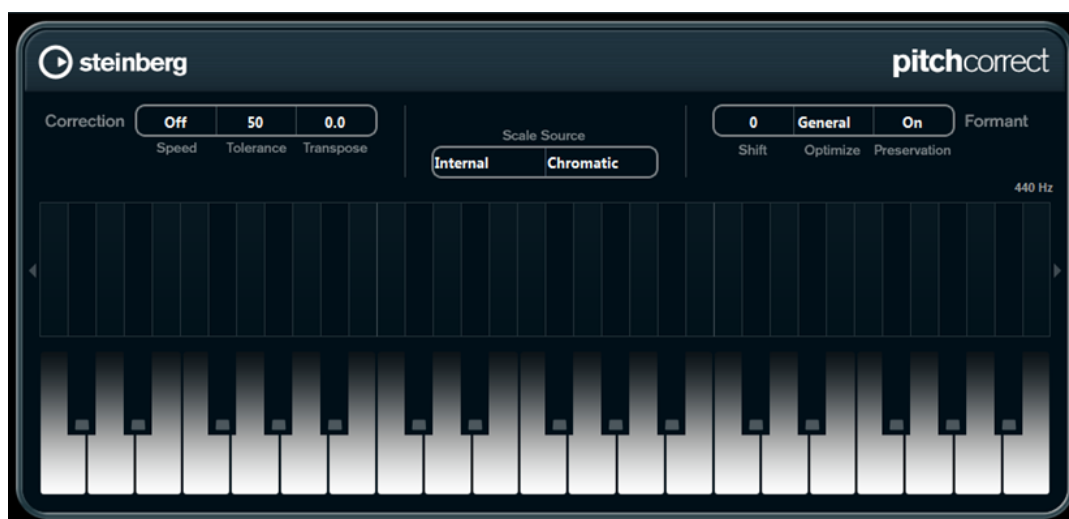 steinberg
pitchcorrect
Correction Off 50 0.0
Speed Tolerance Transpose
Scale Source
Internal Chromatic
0 General On Formant
Shift Optimize Preservation
440 Hz